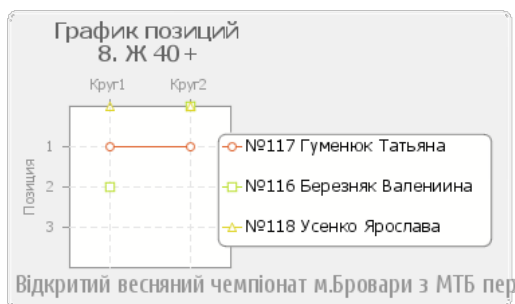 График позиций
8. Ж 40+
Круг1 Круг2
Позиция
1
2
3
№117 Гуменюк Татьяна
№116 Березняк Валениина
№118 Усенко Ярослава
Відкритий весняний чемпіонат м.Бровари з МТБ пер